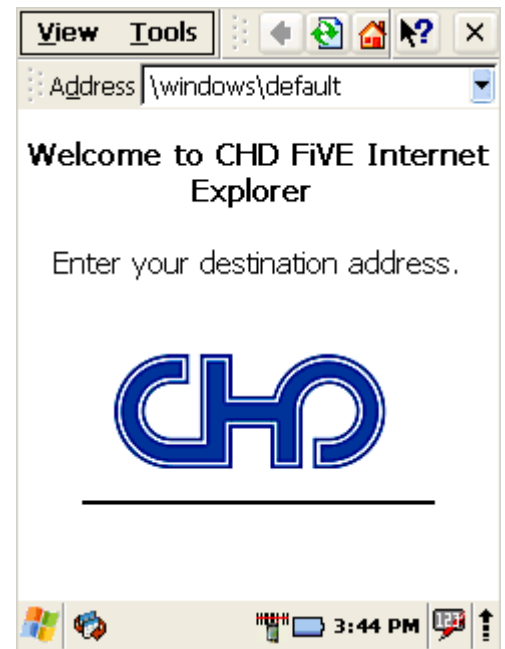 View Tools
?
Address \windows\default
Welcome to CHD FiVE Internet
Explorer
Enter your destination address.
CHD
3:44 PM 123